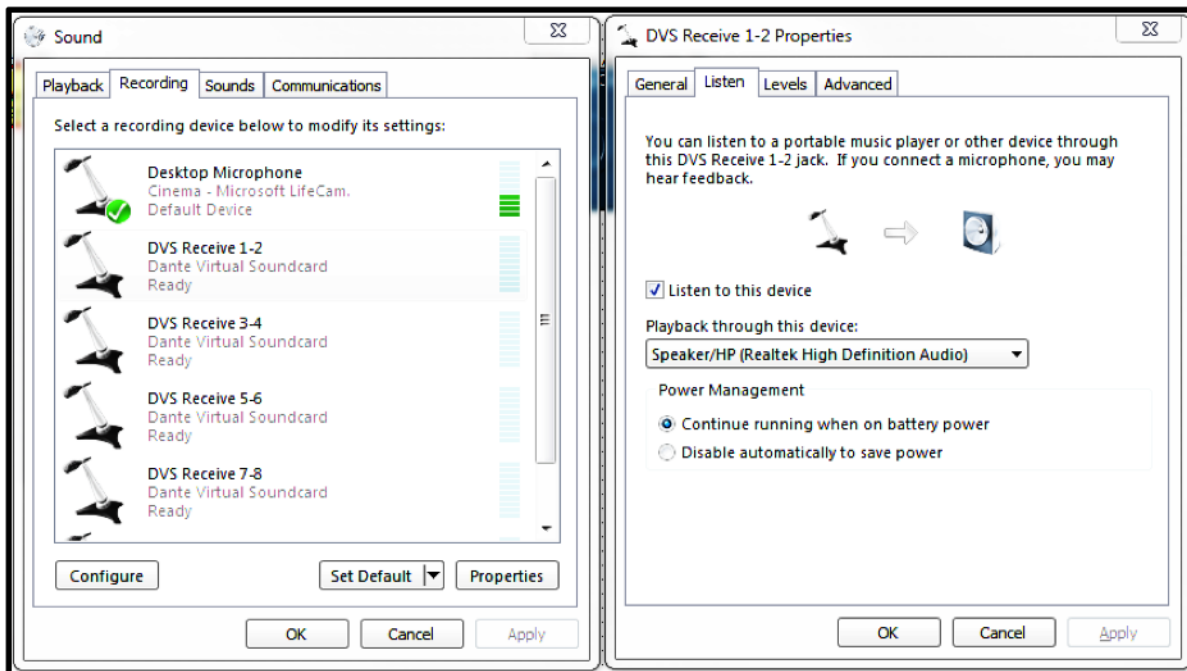 Sound
Playback Recording Sounds Communications
Select a recording device below to modify its settings:
Desktop Microphone
Cinema - Microsoft LifeCam.
Default Device
DVS Receive 1-2
Dante Virtual Soundcard
Ready
DVS Receive 3-4
Dante Virtual Soundcard
Ready
DVS Receive 5-6
Dante Virtual Soundcard
Ready
DVS Receive 7-8
Dante Virtual Soundcard
Ready
Configure Set Default Properties
OK Cancel Apply
DVS Receive 1-2 Properties
General Listen Levels Advanced
You can listen to a portable music player or other device through
this DVS Receive 1-2 jack. If you connect a microphone, you may
hear feedback.
Listen to this device
Playback through this device:
Speaker/HP (Realtek High Definition Audio)
Power Management
Continue running when on battery power
Disable automatically to save power
OK Cancel Apply